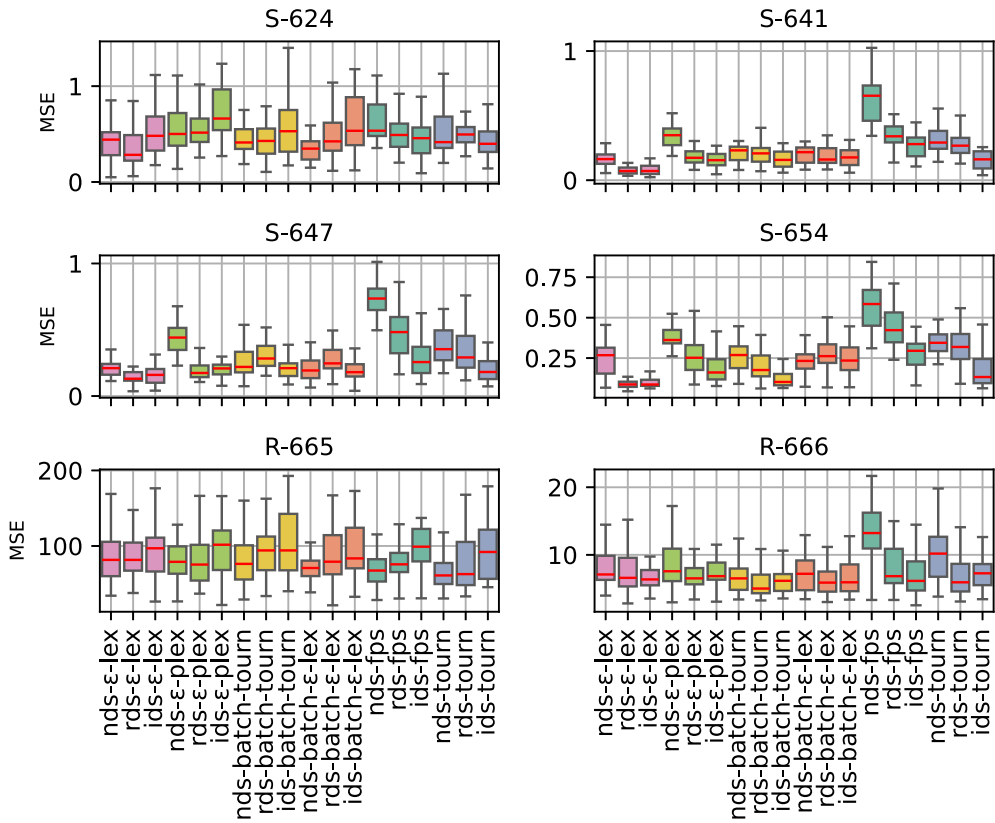 S-624
S-641
MSE
1
0
1
0
S-647
S-654
MSE
1
0
0.75
0.50
0.25
R-665
R-666
MSE
200
100
20
10
nds-ε-lex
rds-ε-lex
ids-ε-lex
nds-ε-plex
rds-ε-plex
ids-ε-plex
nds-batch-tourn
rds-batch-tourn
ids-batch-tourn
nds-batch-ε-lex
rds-batch-ε-lex
ids-batch-ε-lex
nds-fps
rds-fps
ids-fps
nds-tourn
rds-tourn
ids-tourn
nds-ε-lex
rds-ε-lex
ids-ε-lex
nds-ε-plex
rds-ε-plex
ids-ε-plex
nds-batch-tourn
rds-batch-tourn
ids-batch-tourn
nds-batch-ε-lex
rds-batch-ε-lex
ids-batch-ε-lex
nds-fps
rds-fps
ids-fps
nds-tourn
rds-tourn
ids-tourn